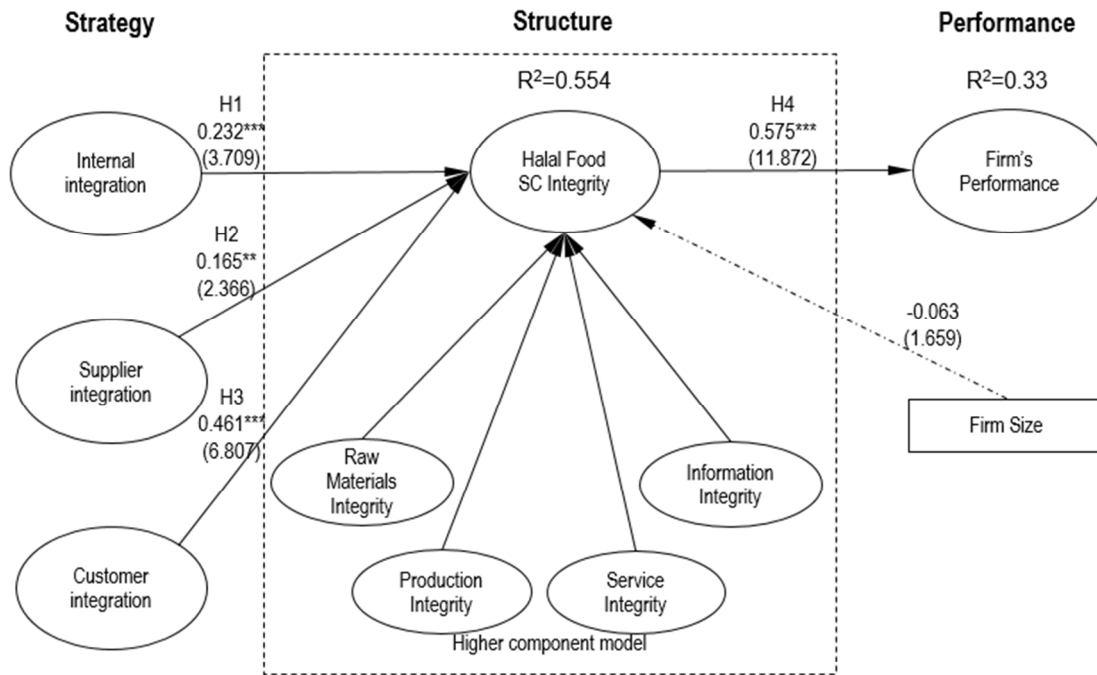 Strategy
Structure
Performance
R²=0.554
R²=0.33
H1
0.232***
(3.709)
H4
0.575***
(11.872)
Internal
integration
Halal Food
SC Integrity
Firm's
Performance
H2
0.165**
(2.366)
-0.063
(1.659)
Supplier
integration
H3
0.461***
(6.807)
Firm Size
Raw
Materials
Integrity
Information
Integrity
Customer
integration
Production
Integrity
Service
Integrity
Higher component model